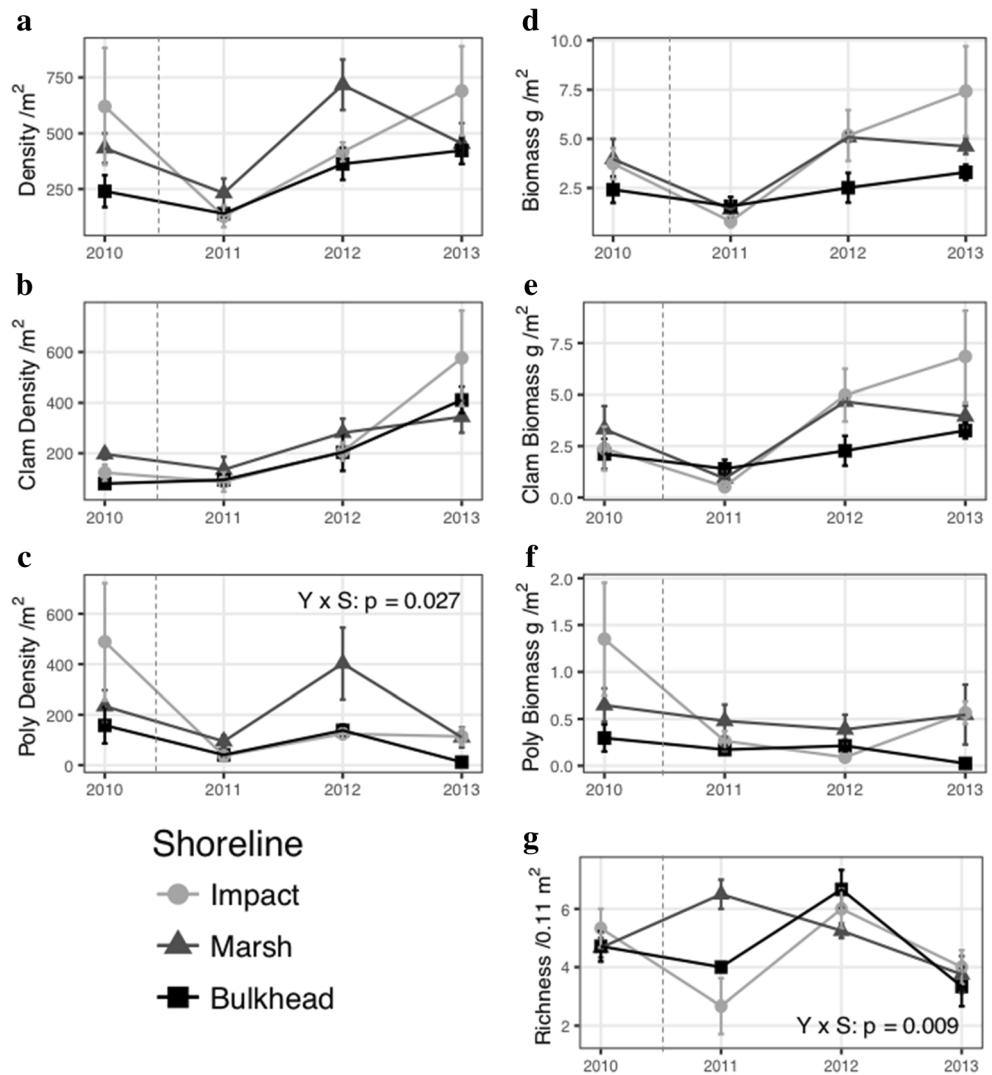 a
Density /m²
750
500
250
2010 2011 2012 2013
b
Clam Density /m²
600
400
200
2010 2011 2012 2013
c
Poly Density /m²
600
400
200
0
Y x S: p = 0.027
2010 2011 2012 2013
Shoreline
Impact
Marsh
Bulkhead
d
Biomass g /m²
10.0
7.5
5.0
2.5
2010 2011 2012 2013
e
Clam Biomass g /m²
7.5
5.0
2.5
0.0
2010 2011 2012 2013
f
Poly Biomass g /m²
2.0
1.5
1.0
0.5
0.0
2010 2011 2012 2013
g
Richness /0.11 m²
6
4
2
Y x S: p = 0.009
2010 2011 2012 2013